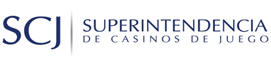 SCJ SUPERINTENDENCIA
DE CASINOS DE JUEGO